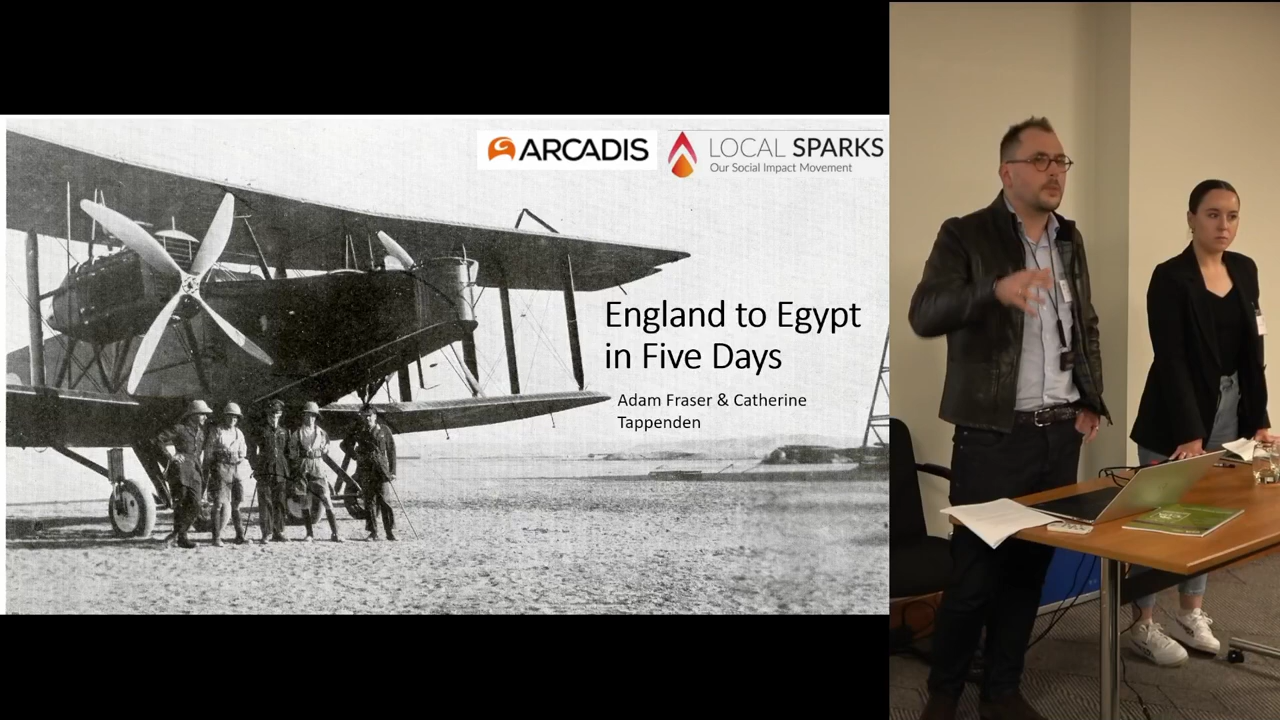 ARCADIS
LOCAL SPARKS
Our Social Impact Movement
England to Egypt
in Five Days
Adam Fraser & Catherine
Tappenden